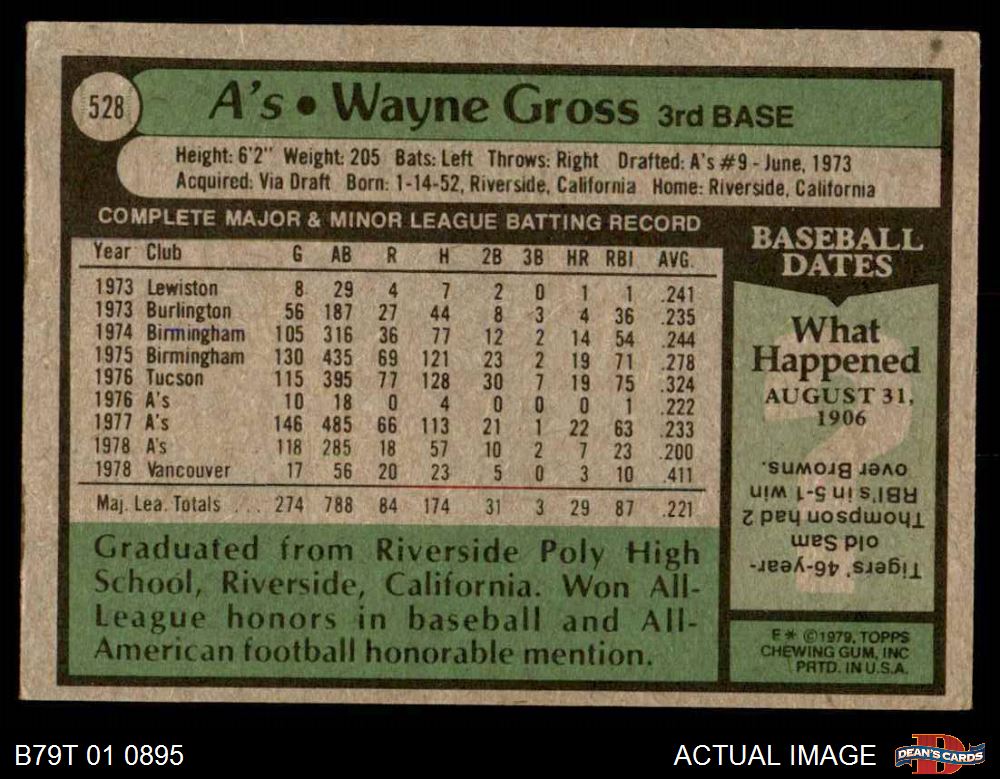 528 A's • Wayne Gross 3rd BASE
Height: 6'2" Weight: 205 Bats: Left Throws: Right Drafted: A's #9 - June, 1973
Acquired: Via Draft Born: 1-14-52, Riverside, California Home: Riverside, California
COMPLETE MAJOR & MINOR LEAGUE BATTING RECORD
Year Club G AB R H 2B 3B HR RBI AVG.
1973 Lewiston 8 29 4 7 2 0 1 1 .241
1973 Burlington 56 187 27 44 8 3 4 36 .235
1974 Birmingham 105 316 36 77 12 2 14 54 .244
1975 Birmingham 130 435 69 121 23 2 19 71 .278
1976 Tucson 115 395 77 128 30 7 19 75 .324
1976 A's 10 18 0 4 0 0 0 1 .222
1977 A's 146 485 66 113 21 1 22 63 .233
1978 A's 118 285 18 57 10 2 7 23 .200
1978 Vancouver 17 56 20 23 5 0 3 10 .411
Maj. Lea. Totals ... 274 788 84 174 31 3 29 87 .221
Graduated from Riverside Poly High
School, Riverside, California. Won All-
League honors in baseball and All-
American football honorable mention.
BASEBALL
DATES
What
Happened
AUGUST 31,
1906
?
Tigers' 46-year-
old Sam
Thompson had 2
RBI's in 5-1 win
over Browns.
E * © 1979, TOPPS
CHEWING GUM, INC
PRTD. IN U.S.A.
B79T 01 0895
ACTUAL IMAGE
D
DEAN'S CARDS